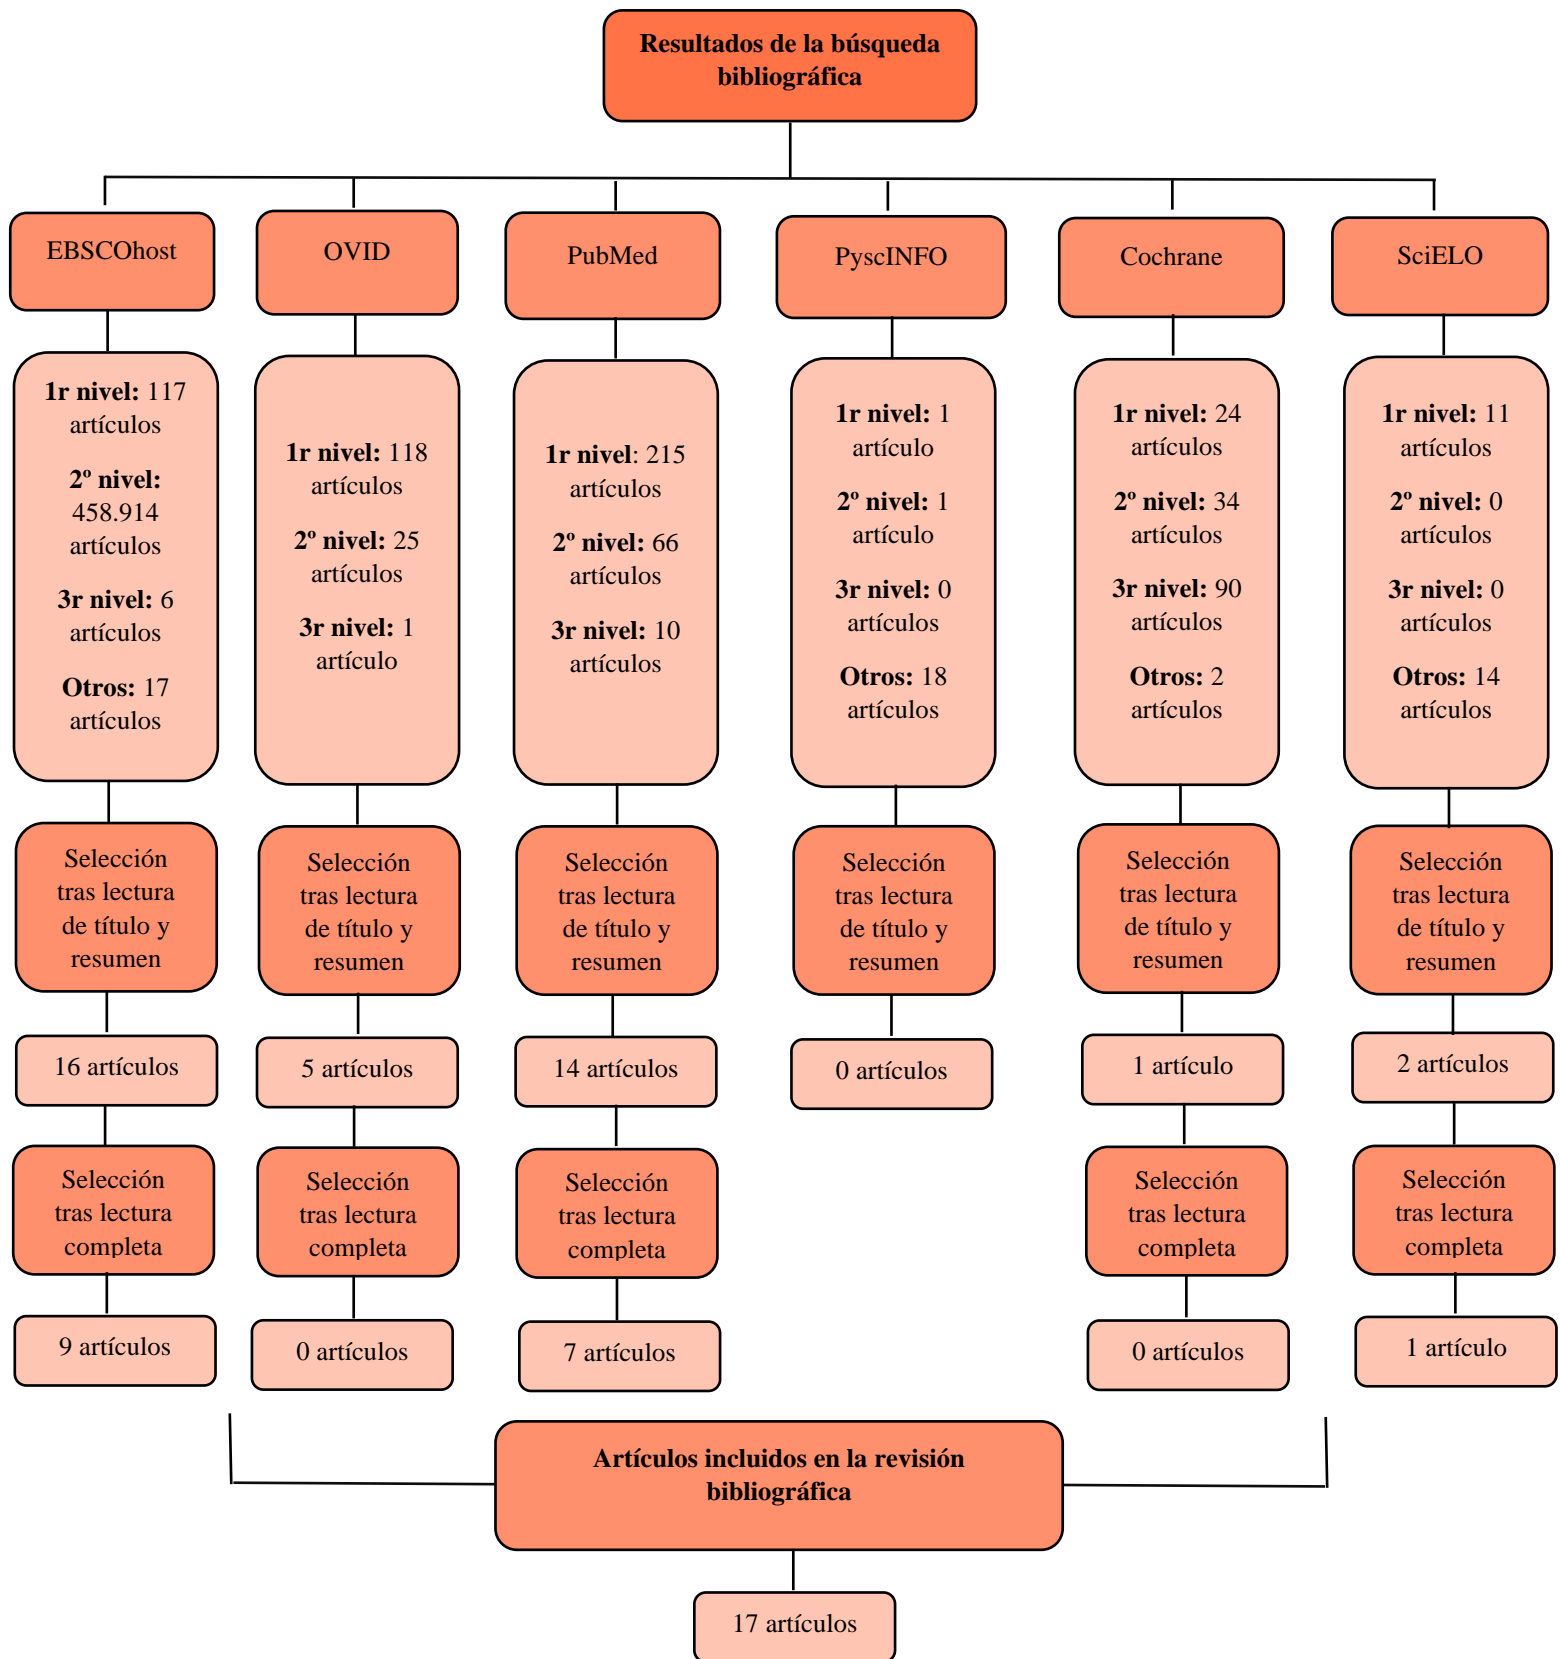 Resultados de la búsqueda
bibliográfica
EBSCOhost
OVID
PubMed
PyscINFO
Cochrane
SciELO
1r nivel: 117
artículos
2º nivel:
458.914
artículos
3r nivel: 6
artículos
Otros: 17
artículos
1r nivel: 118
artículos
2º nivel: 25
artículos
3r nivel: 1
artículo
1r nivel: 215
artículos
2º nivel: 66
artículos
3r nivel: 10
artículos
1r nivel: 1
artículo
2º nivel: 1
artículo
3r nivel: 0
artículos
Otros: 18
artículos
1r nivel: 24
artículos
2º nivel: 34
artículos
3r nivel: 90
artículos
Otros: 2
artículos
1r nivel: 11
artículos
2º nivel: 0
artículos
3r nivel: 0
artículos
Otros: 14
artículos
Selección
tras lectura
de título y
resumen
Selección
tras lectura
de título y
resumen
Selección
tras lectura
de título y
resumen
Selección
tras lectura
de título y
resumen
Selección
tras lectura
de título y
resumen
Selección
tras lectura
de título y
resumen
16 artículos
5 artículos
14 artículos
0 artículos
1 artículo
2 artículos
Selección
tras lectura
completa
Selección
tras lectura
completa
Selección
tras lectura
completa
Selección
tras lectura
completa
Selección
tras lectura
completa
9 artículos
0 artículos
7 artículos
0 artículos
1 artículo
Artículos incluidos en la revisión
bibliográfica
17 artículos